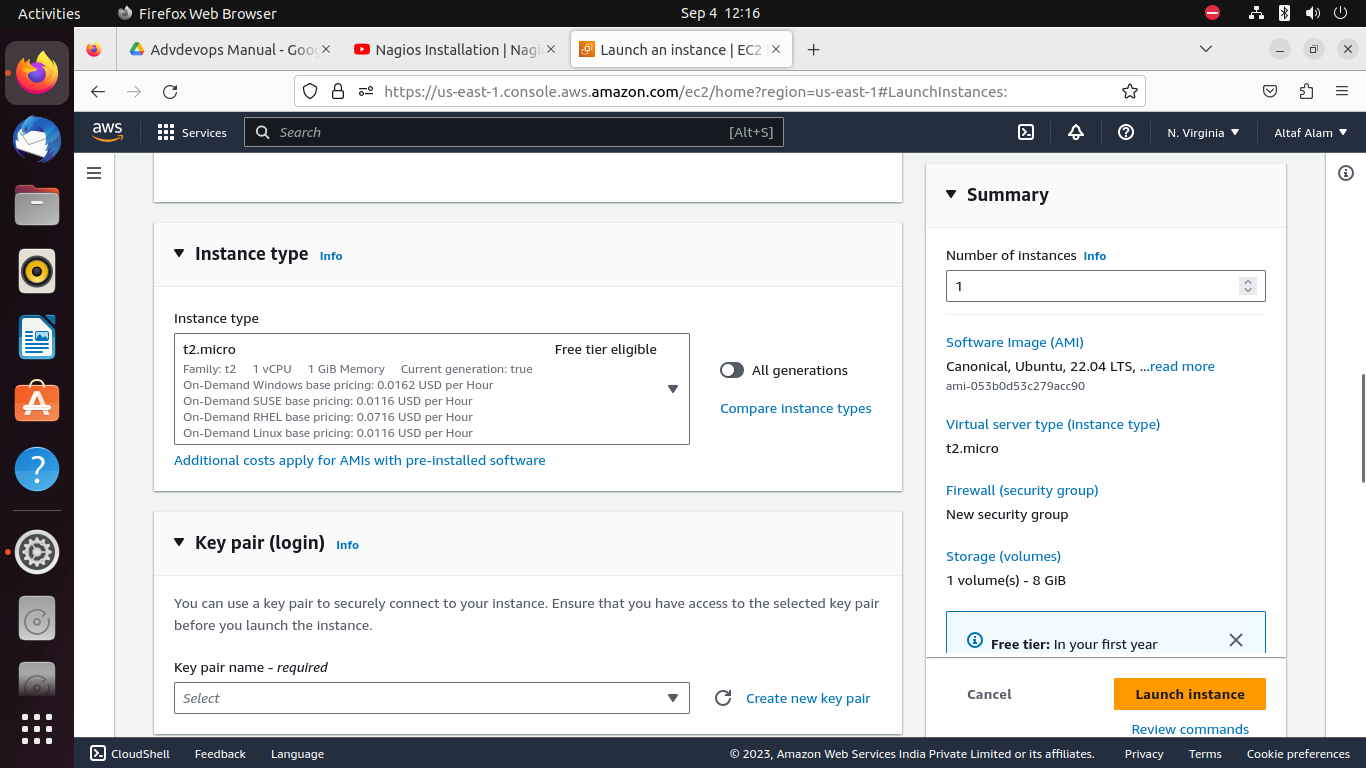 Activities
Firefox Web Browser
Sep 4 12:16
Advdevops Manual - Goo
Nagios Installation | Nagi
Launch an instance | EC2 |
https://us-east-1.console.aws.amazon.com/ec2/home?region=us-east-1#LaunchInstances:
aws
Services
Search
[Alt+S]
N. Virginia
Altaf Alam
Instance type
Info
Instance type
t2.micro
Free tier eligible
Family: t2 1 vCPU 1 GiB Memory Current generation: true
On-Demand Windows base pricing: 0.0162 USD per Hour
On-Demand SUSE base pricing: 0.0116 USD per Hour
On-Demand RHEL base pricing: 0.0716 USD per Hour
On-Demand Linux base pricing: 0.0116 USD per Hour
All generations
Compare instance types
Additional costs apply for AMIs with pre-installed software
Key pair (login)
Info
You can use a key pair to securely connect to your instance. Ensure that you have access to the selected key pair
before you launch the instance.
Key pair name - required
Select
Create new key pair
Summary
Number of instances Info
1
Software Image (AMI)
Canonical, Ubuntu, 22.04 LTS, ...read more
ami-053b0d53c279acc90
Virtual server type (instance type)
t2.micro
Firewall (security group)
New security group
Storage (volumes)
1 volume(s) - 8 GiB
Free tier: In your first year
Cancel
Launch instance
Review commands
CloudShell
Feedback
Language
© 2023, Amazon Web Services India Private Limited or its affiliates.
Privacy
Terms
Cookie preferences